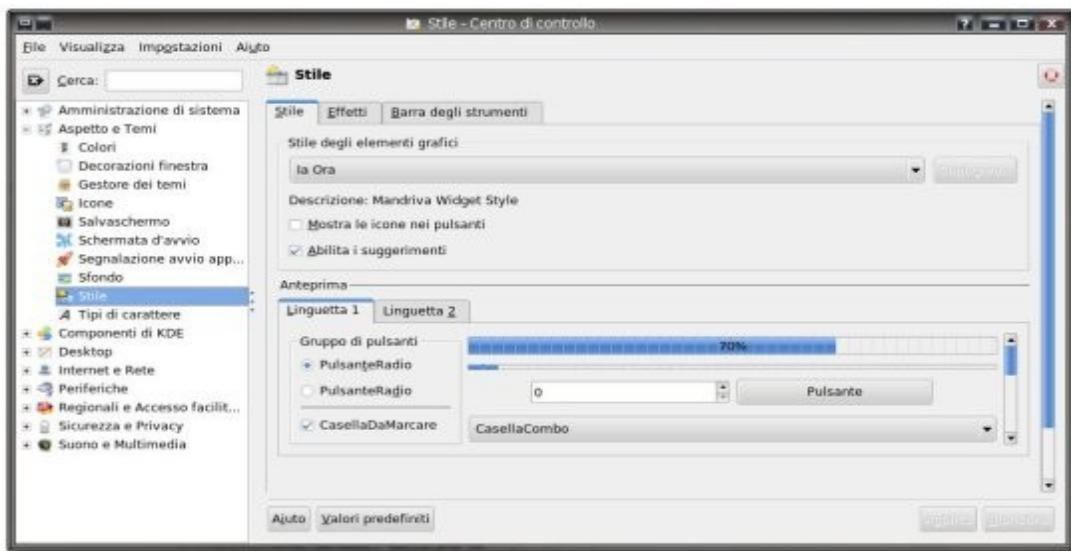 Stile - Centro di controllo
File Visualizza Impostazioni Aiuto
Cerca:
Amministrazione di sistema
Aspetto e Temi
Colori
Decorazioni finestra
Gestore dei temi
Icone
Salvaschermo
Schermata d'avvio
Segnalazione avvio app...
Sfondo
Stile
Tipi di carattere
Componenti di KDE
Desktop
Internet e Rete
Periferiche
Regionali e Accesso facilit...
Sicurezza e Privacy
Suono e Multimedia
Stile
Stile Effetti Barra degli strumenti
Stile degli elementi grafici
Ia Ora
Descrizione: Mandriva Widget Style
Mostra le icone nei pulsanti
Abilita i suggerimenti
Anteprima
Linguetta 1 Linguetta 2
Gruppo di pulsanti
70%
PulsanteRadio
PulsanteRadio
0 Pulsante
CasellaDaMarcare
CasellaCombo
Aiuto Valori predefiniti